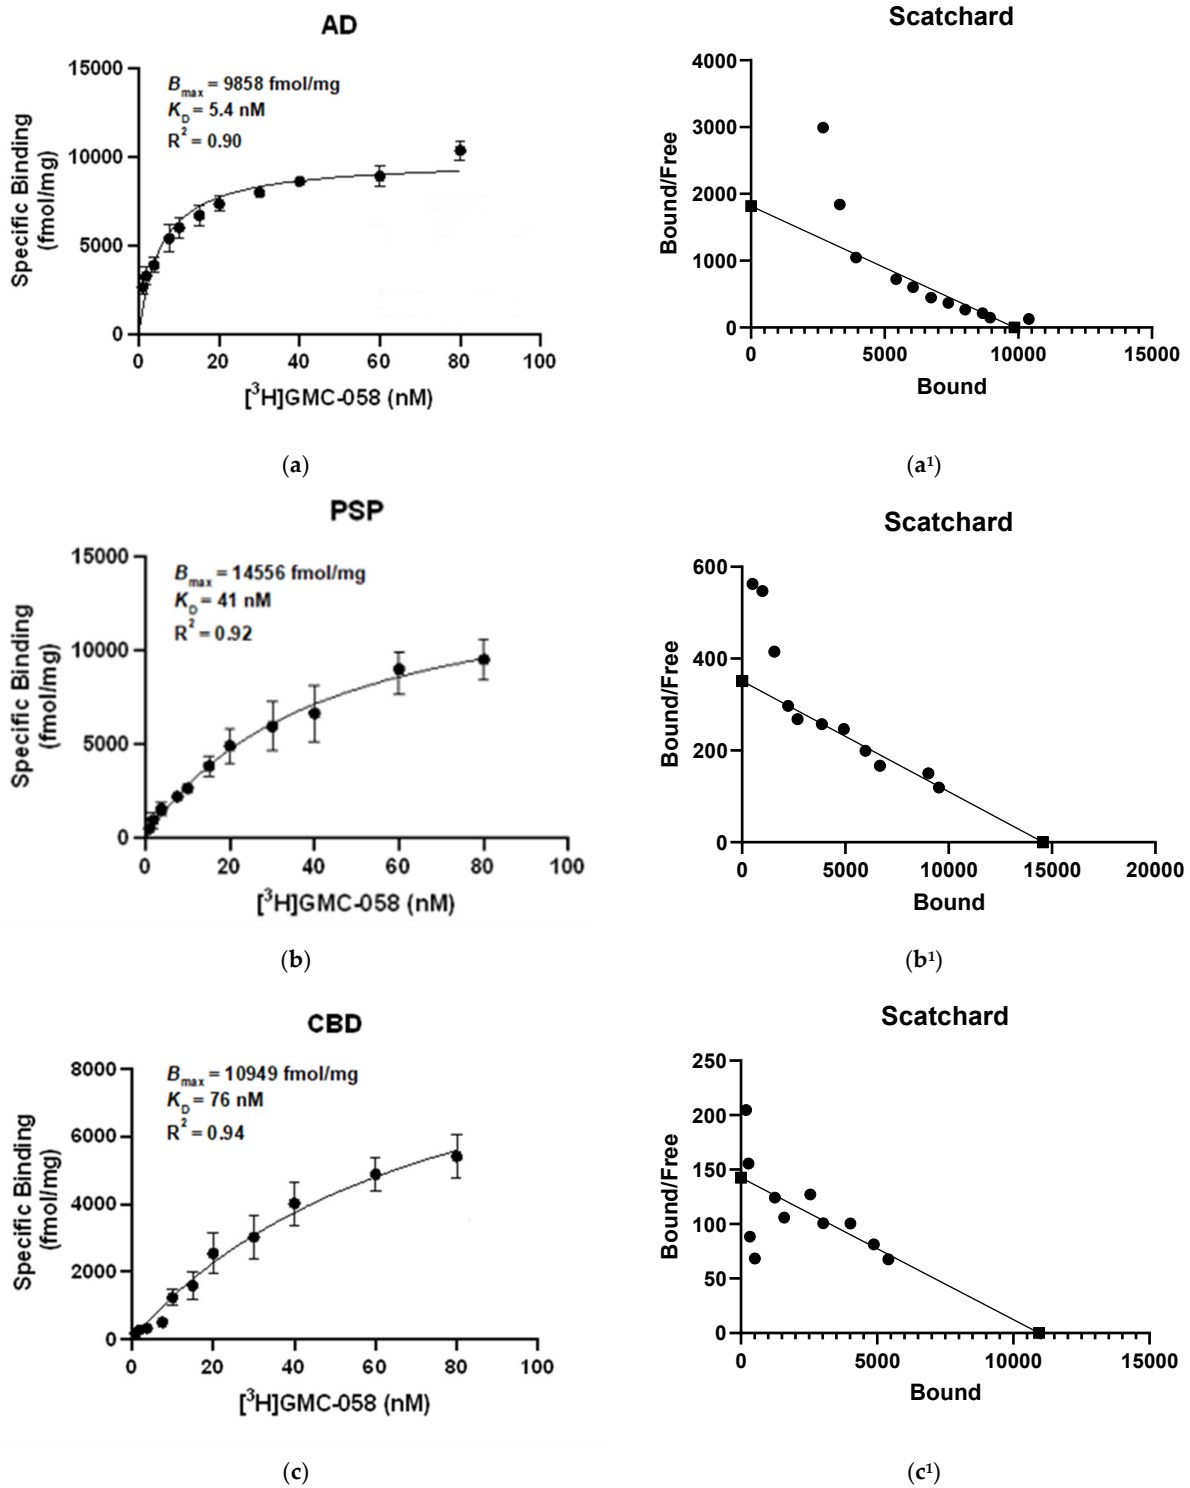 AD
15000
10000
5000
0
Specific Binding
(fmol/mg)
Bmax = 9858 fmol/mg
KD = 5.4 nM
R² = 0.90
0 20 40 60 80 100
[³H]GMC-058 (nM)
(a)
Scatchard
4000
3000
2000
1000
0
Bound/Free
0 5000 10000 15000
Bound
(a¹)
PSP
15000
10000
5000
0
Specific Binding
(fmol/mg)
Bmax = 14556 fmol/mg
KD = 41 nM
R² = 0.92
0 20 40 60 80 100
[³H]GMC-058 (nM)
(b)
Scatchard
600
400
200
0
Bound/Free
0 5000 10000 15000 20000
Bound
(b¹)
CBD
8000
6000
4000
2000
0
Specific Binding
(fmol/mg)
Bmax = 10949 fmol/mg
KD = 76 nM
R² = 0.94
0 20 40 60 80 100
[³H]GMC-058 (nM)
(c)
Scatchard
250
200
150
100
50
0
Bound/Free
0 5000 10000 15000
Bound
(c¹)